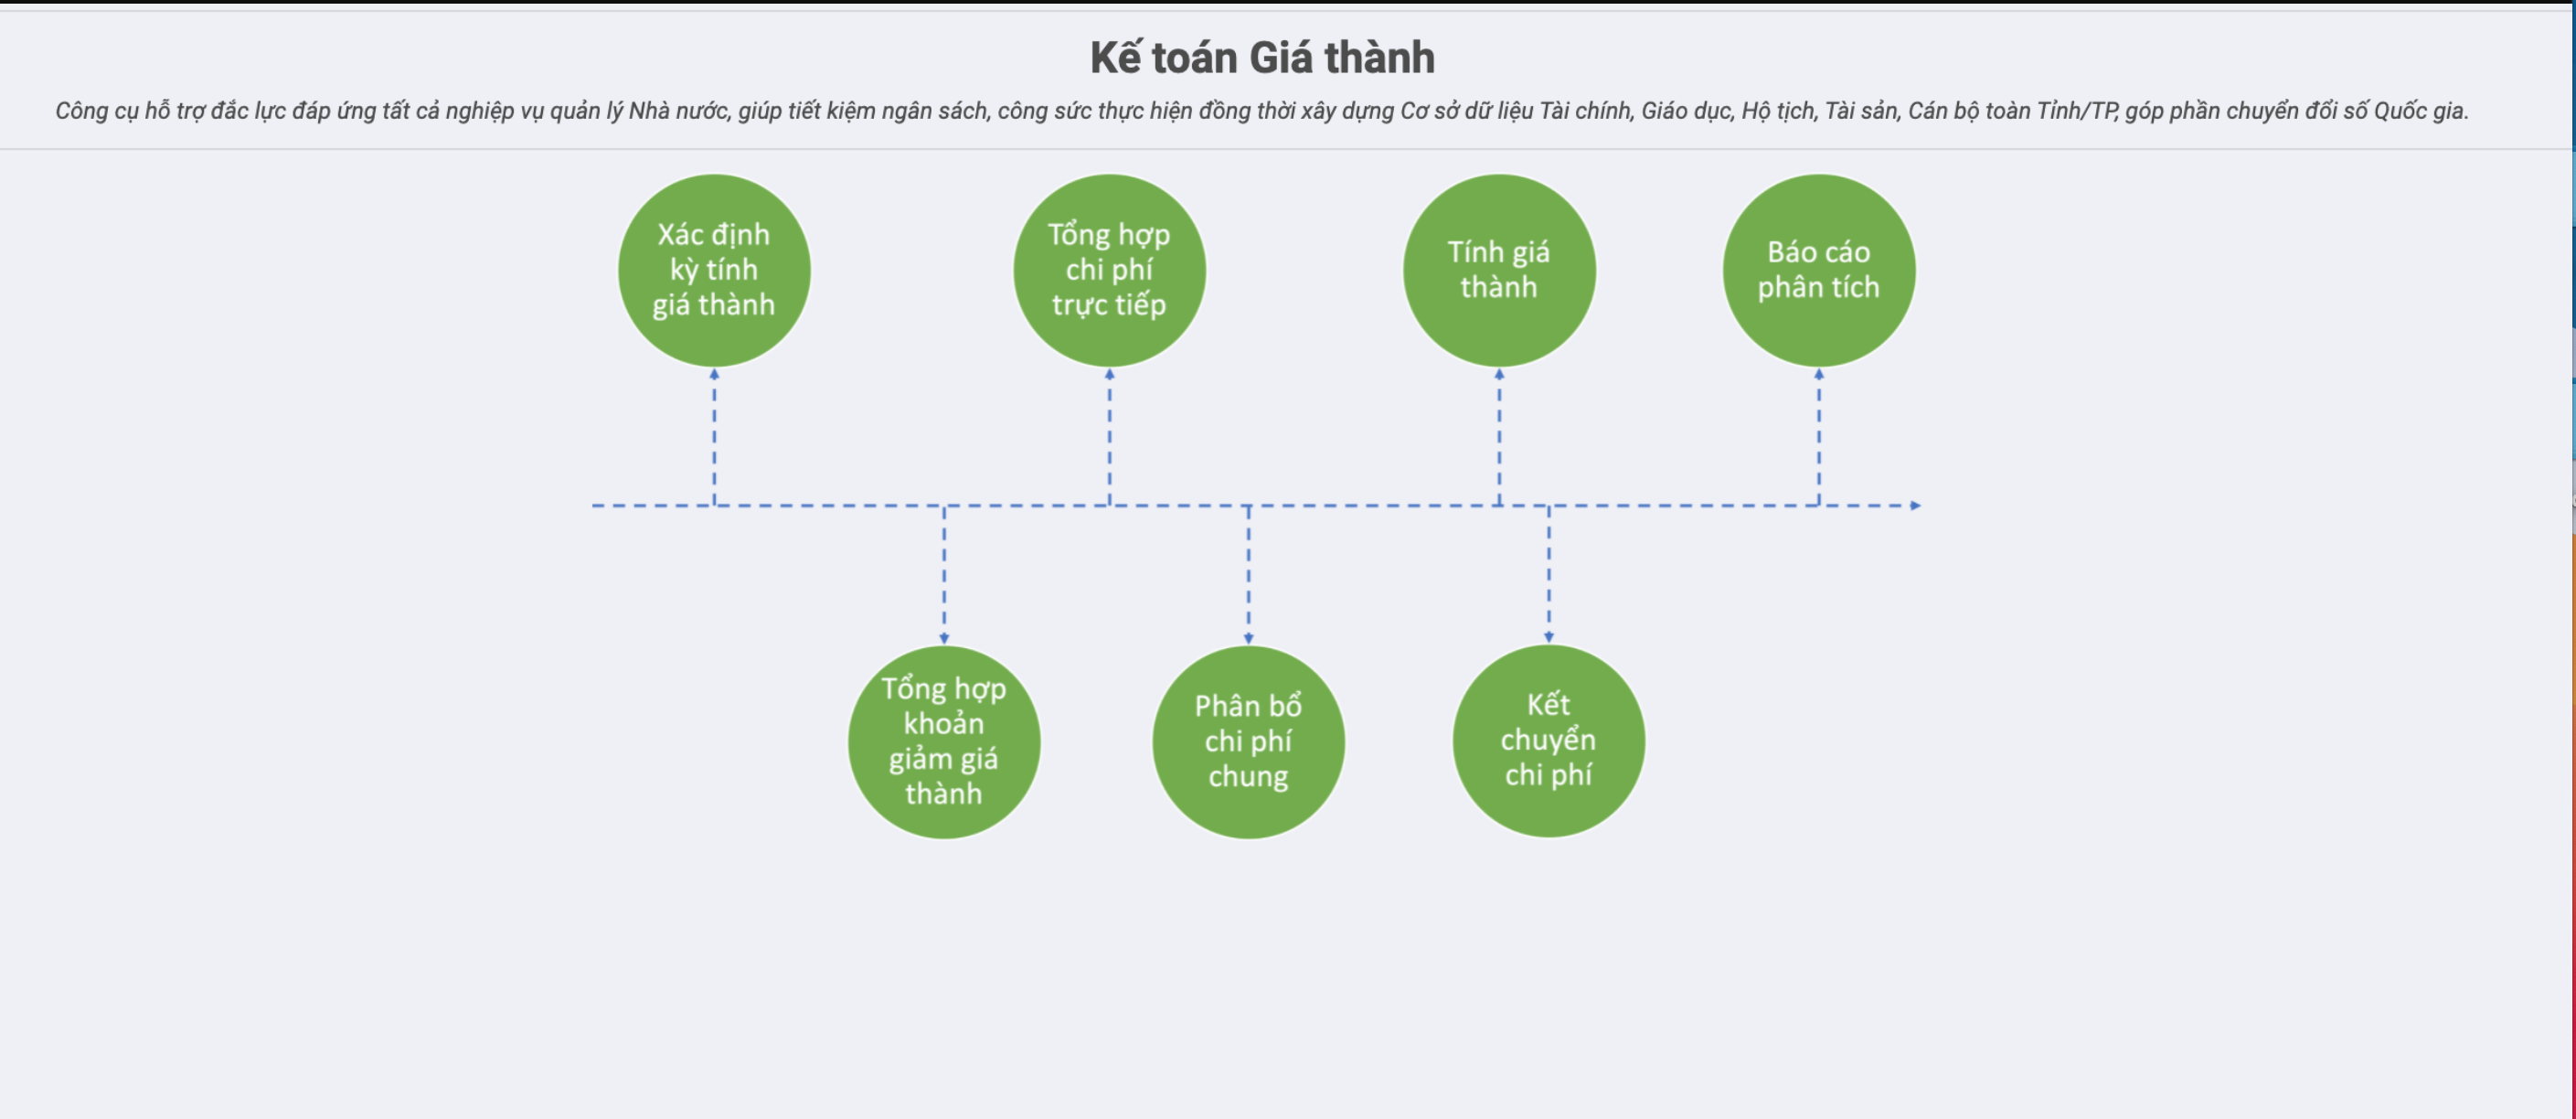 Kế toán Giá thành
Công cụ hỗ trợ đắc lực đáp ứng tất cả nghiệp vụ quản lý Nhà nước, giúp tiết kiệm ngân sách, công sức thực hiện đồng thời xây dựng Cơ sở dữ liệu Tài chính, Giáo dục, Hộ tịch, Tài sản, Cán bộ toàn Tỉnh/TP, góp phần chuyển đổi số Quốc gia.
Xác định
kỳ tính
giá thành
Tổng hợp
chi phí
trực tiếp
Tính giá
thành
Báo cáo
phân tích
Tổng hợp
khoản
giảm giá
thành
Phân bổ
chi phí
chung
Kết
chuyển
chi phí